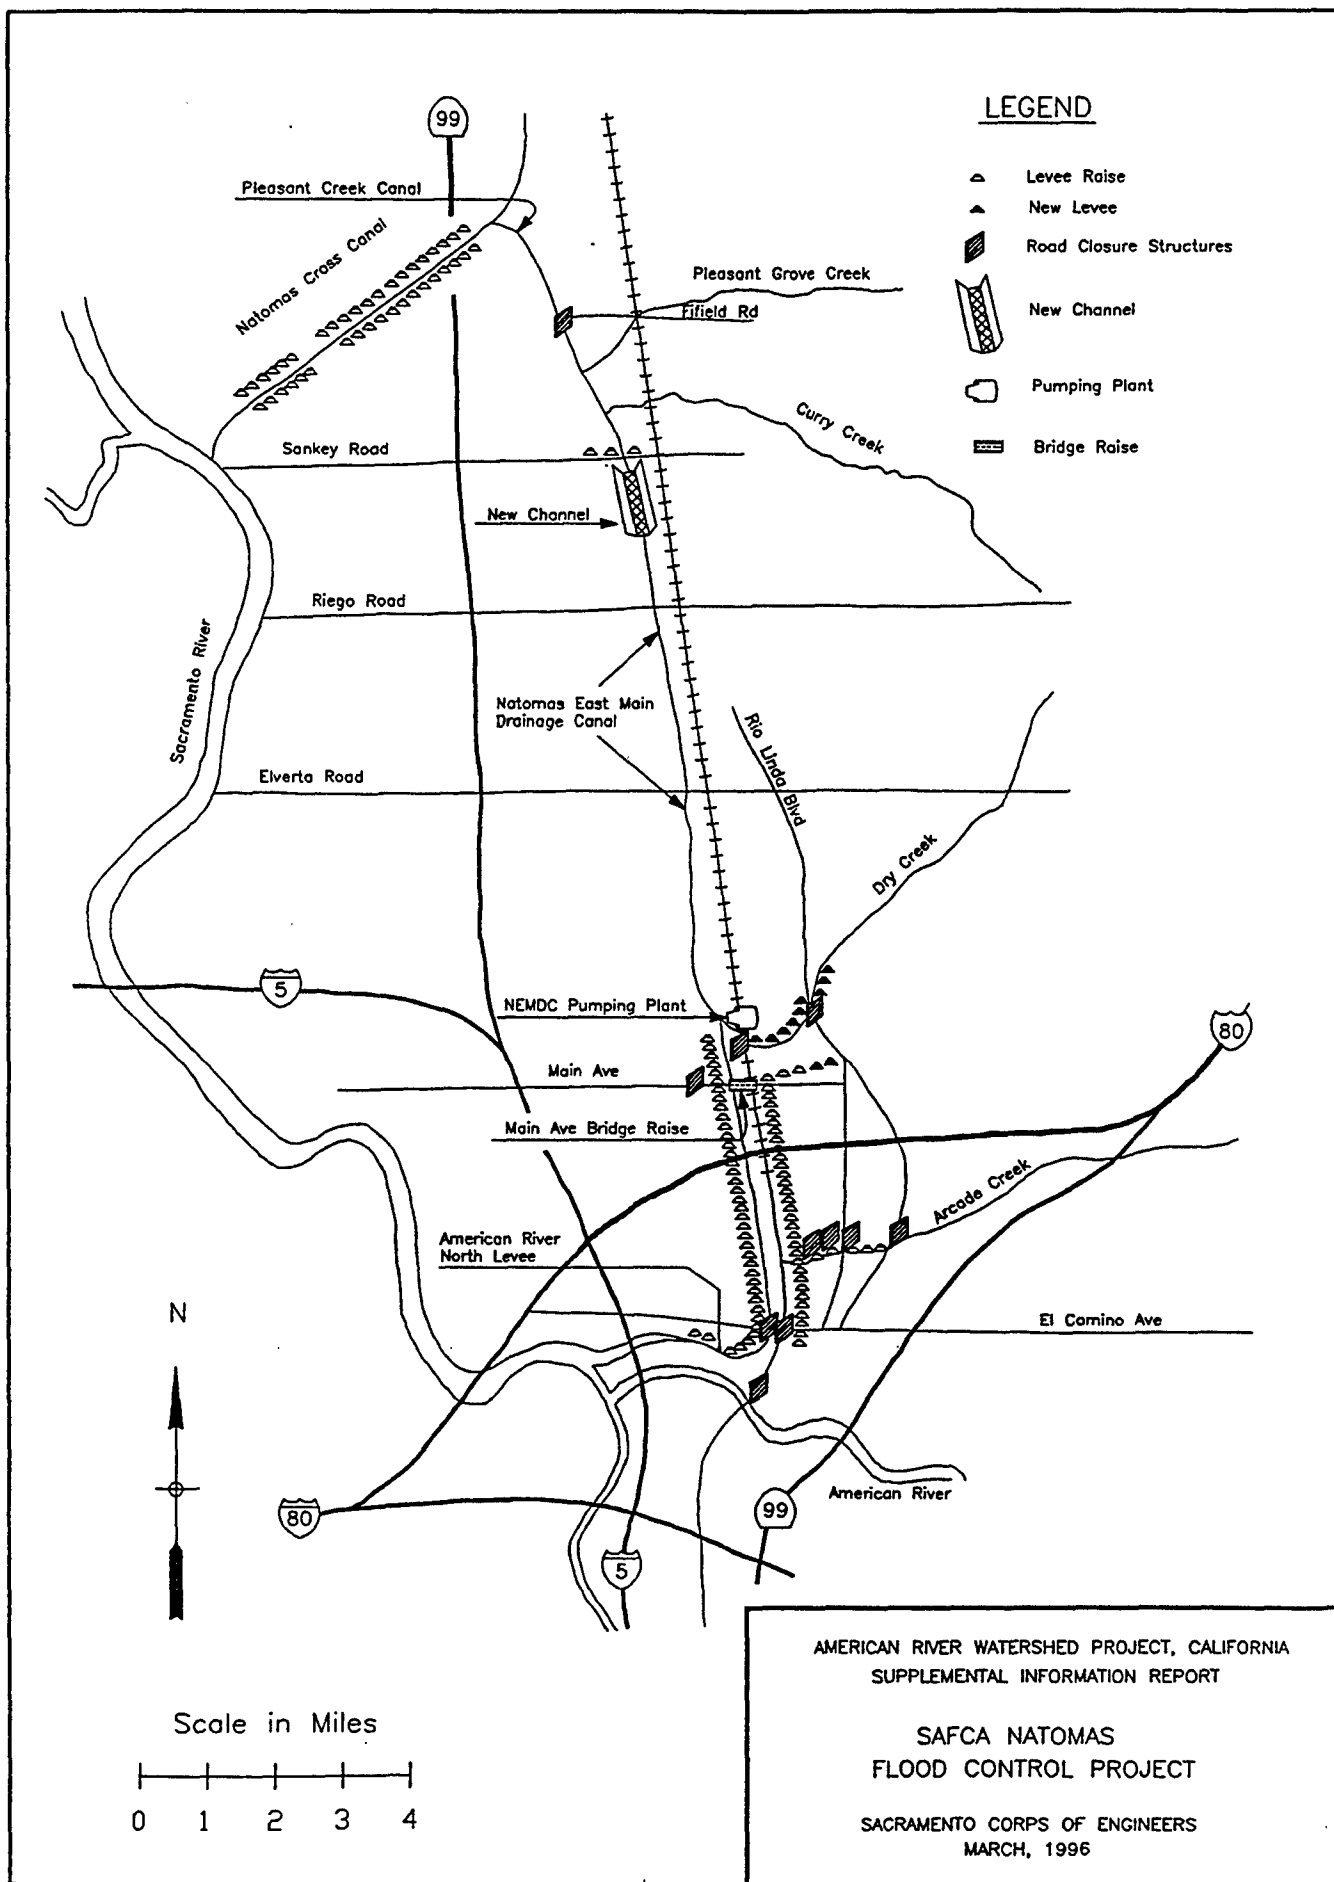 LEGEND
99
Levee Raise
Pleasant Creek Canal
New Levee
Road Closure Structures
Natomas Cross Canal
Pleasant Grove Creek
Fifield Rd
New Channel
Pumping Plant
Curry Creek
Sankey Road
Bridge Raise
New Channel
Riego Road
Sacramento River
Natomas East Main
Drainage Canal
Rio Linda Blvd
Elverta Road
Dry Creek
5
NEMDC Pumping Plant
80
Main Ave
Main Ave Bridge Raise
Arcade Creek
American River
North Levee
N
El Camino Ave
American River
80
99
5
AMERICAN RIVER WATERSHED PROJECT, CALIFORNIA
SUPPLEMENTAL INFORMATION REPORT
Scale in Miles
0 1 2 3 4
SAFCA NATOMAS
FLOOD CONTROL PROJECT
SACRAMENTO CORPS OF ENGINEERS
MARCH, 1996